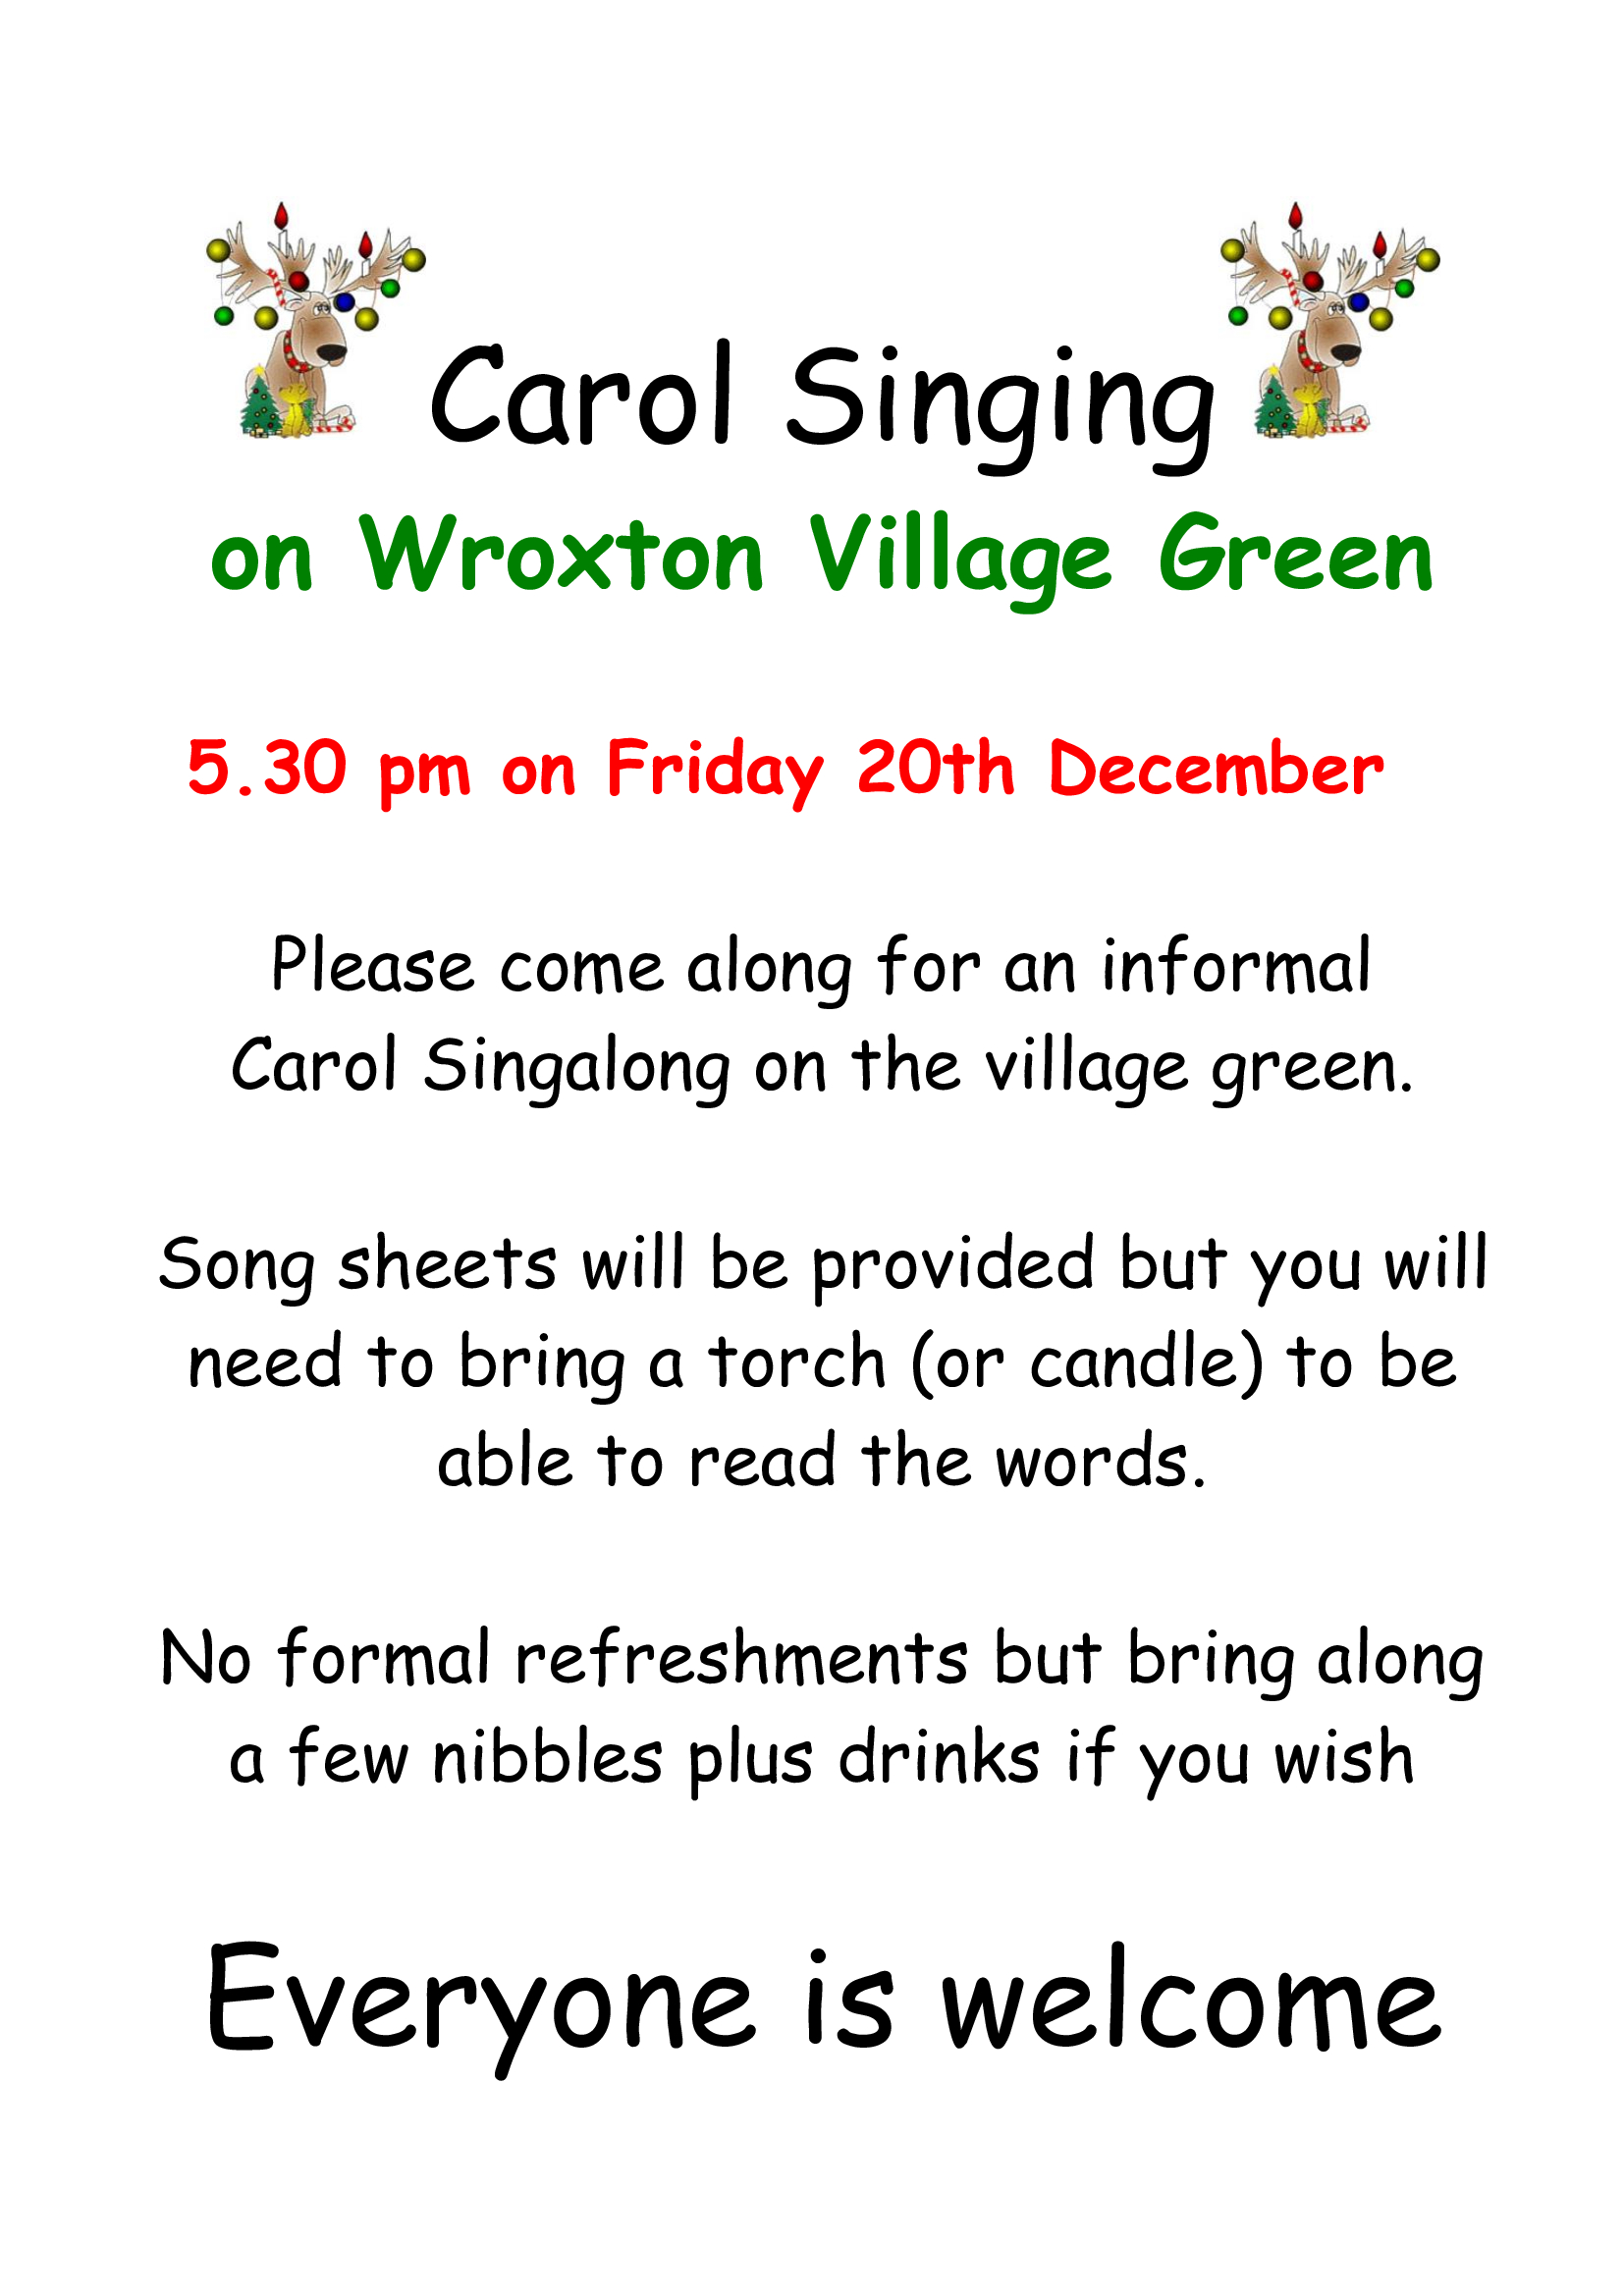 Carol Singing
on Wroxton Village Green
5.30 pm on Friday 20th December
Please come along for an informal
Carol Singalong on the village green.
Song sheets will be provided but you will
need to bring a torch (or candle) to be
able to read the words.
No formal refreshments but bring along
a few nibbles plus drinks if you wish
Everyone is welcome